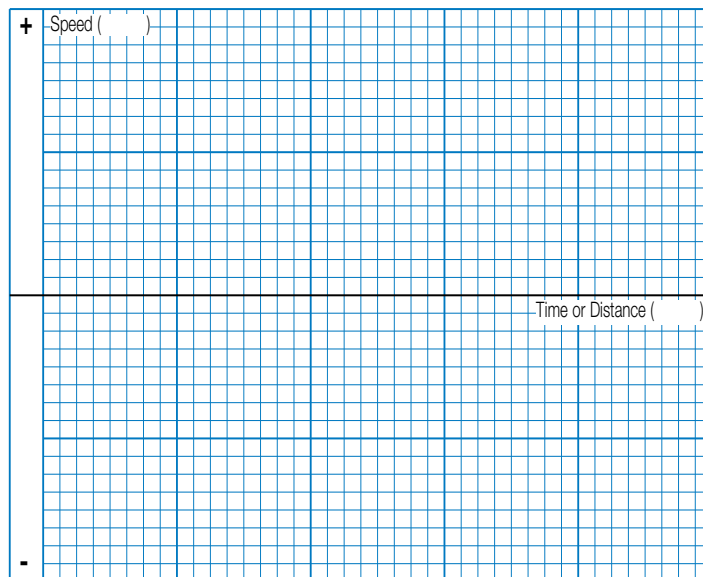 + Speed (      )
Time or Distance (      )
-